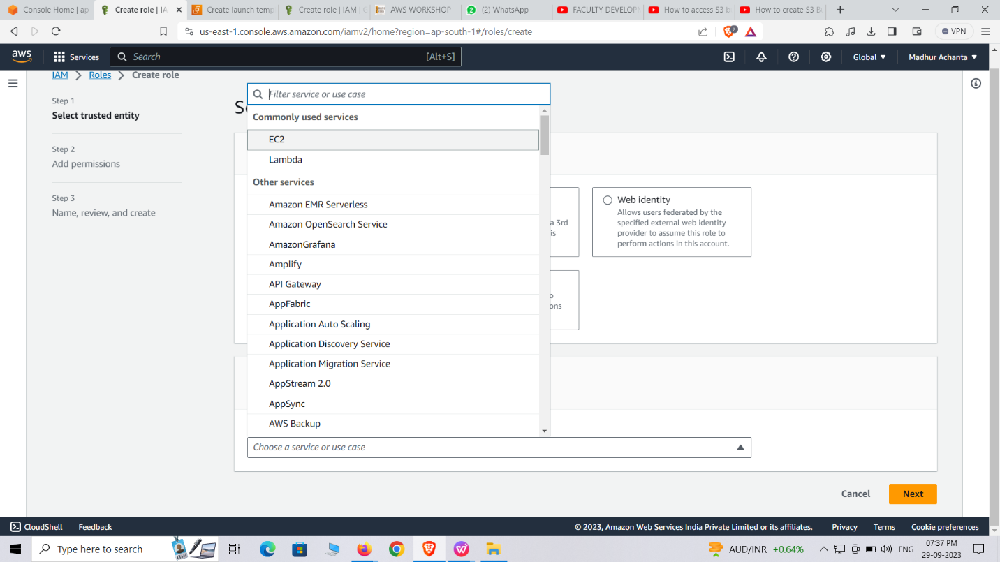 Console Home | ap-
Create role | IA
Create launch temp
Create role | IAM | G
AWS WORKSHOP -
(2) WhatsApp
FACULTY DEVELOPM
How to access S3 b
How to create S3 Bu
us-east-1.console.aws.amazon.com/iamv2/home?region=ap-south-1#/roles/create
2
VPN
aws
Services
Search
[Alt+S]
Global
Madhur Achanta
IAM
Roles
Create role
Step 1
Select trusted entity
Step 2
Add permissions
Step 3
Name, review, and create
Filter service or use case
Commonly used services
EC2
Lambda
Other services
Amazon EMR Serverless
Amazon OpenSearch Service
AmazonGrafana
Amplify
API Gateway
AppFabric
Application Auto Scaling
Application Discovery Service
Application Migration Service
AppStream 2.0
AppSync
AWS Backup
Choose a service or use case
a 3rd
is
Web identity
Allows users federated by the
specified external web identity
provider to assume this role to
perform actions in this account.
o
ons
Cancel
Next
CloudShell
Feedback
© 2023, Amazon Web Services India Private Limited or its affiliates.
Privacy
Terms
Cookie preferences
Type here to search
AUD/INR +0.64%
ENG
07:37 PM
29-09-2023